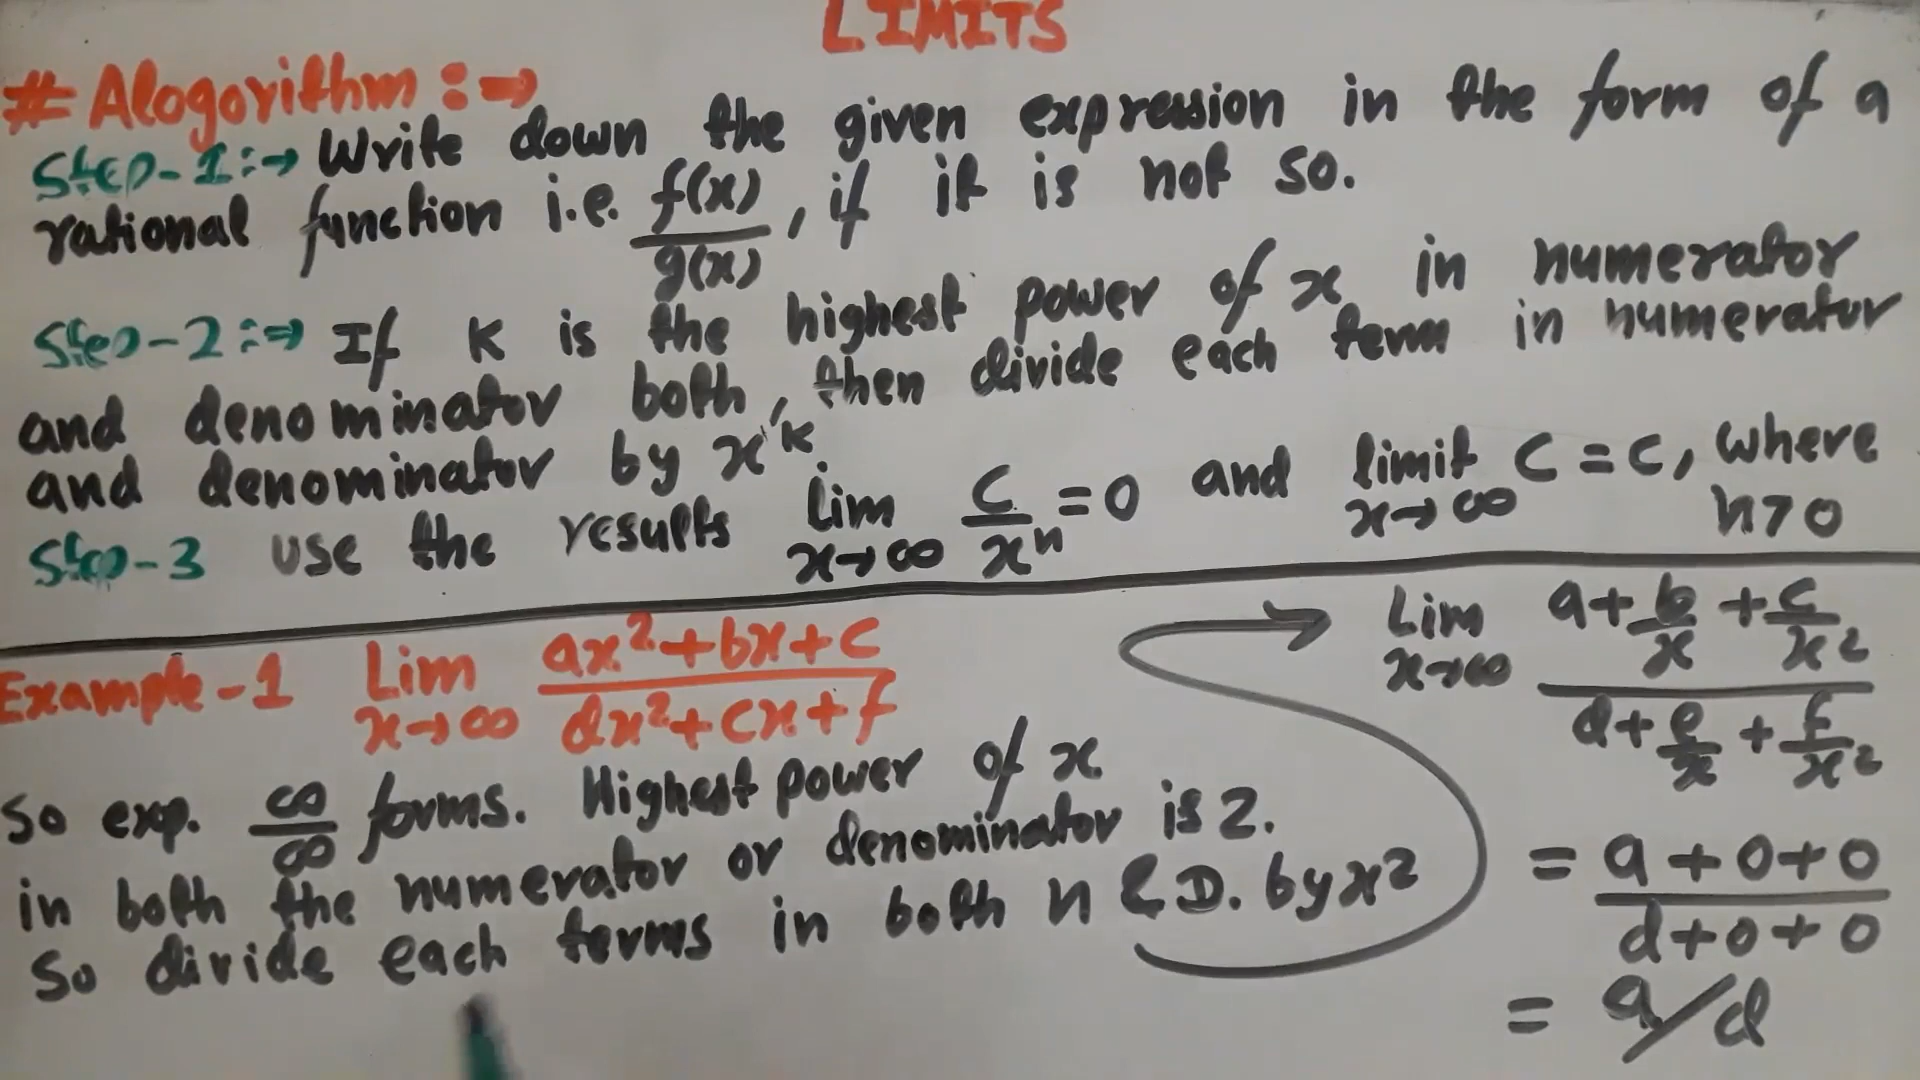 LIMITS
# Alogorithm :→
Step-1:→ Write down the given expression in the form of a
rational function i.e. f(x)/g(x), if it is not so.
Step-2:→ If K is the highest power of x in numerator
and denominator both, then divide each term in numerator
and denominator by x^K
Step-3 use the results Lim x→∞ C/x^n = 0 and limit x→∞ C = C, where n>0
Example-1 Lim x→∞ ax²+bx+c / dx²+cx+f
So exp. ∞/∞ forms. Highest power of x
in both the numerator or denominator is 2.
So divide each terms in both n & D. by x²
Lim x→∞ a+b/x+c/x² / d+e/x+f/x²
= a+0+0 / d+0+0
= a/d